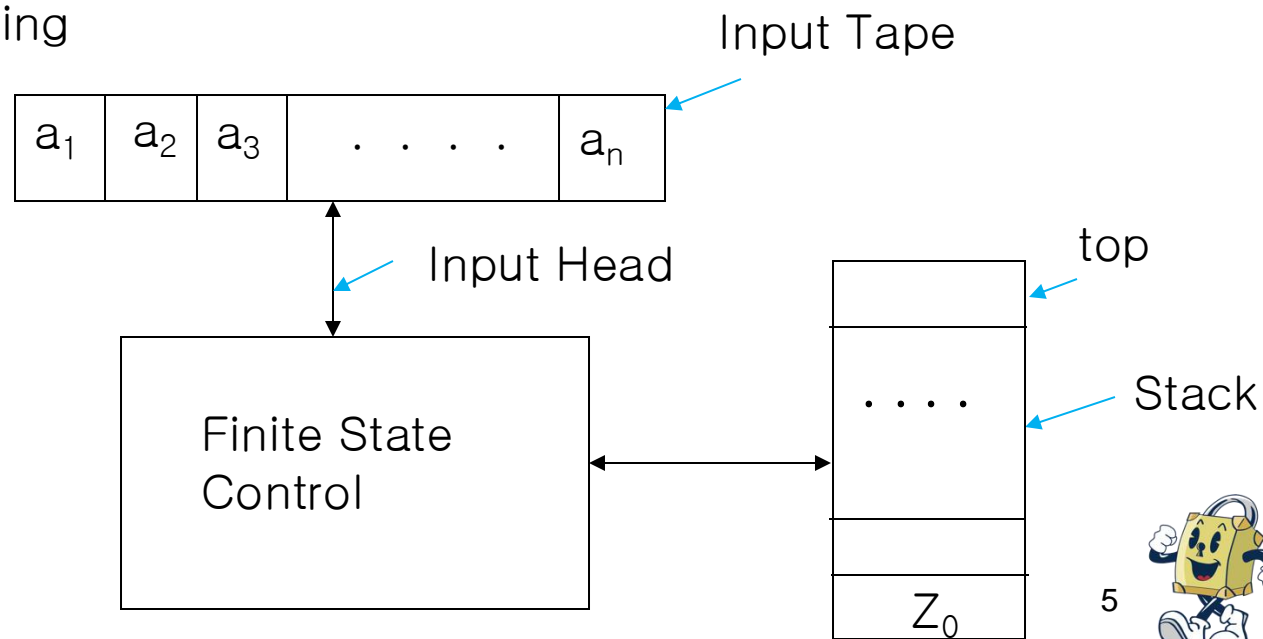 ing
Input Tape
a₁ a₂ a₃ . . . . aₙ
Input Head
top
Finite State
Control
. . . .
Stack
Z₀
5